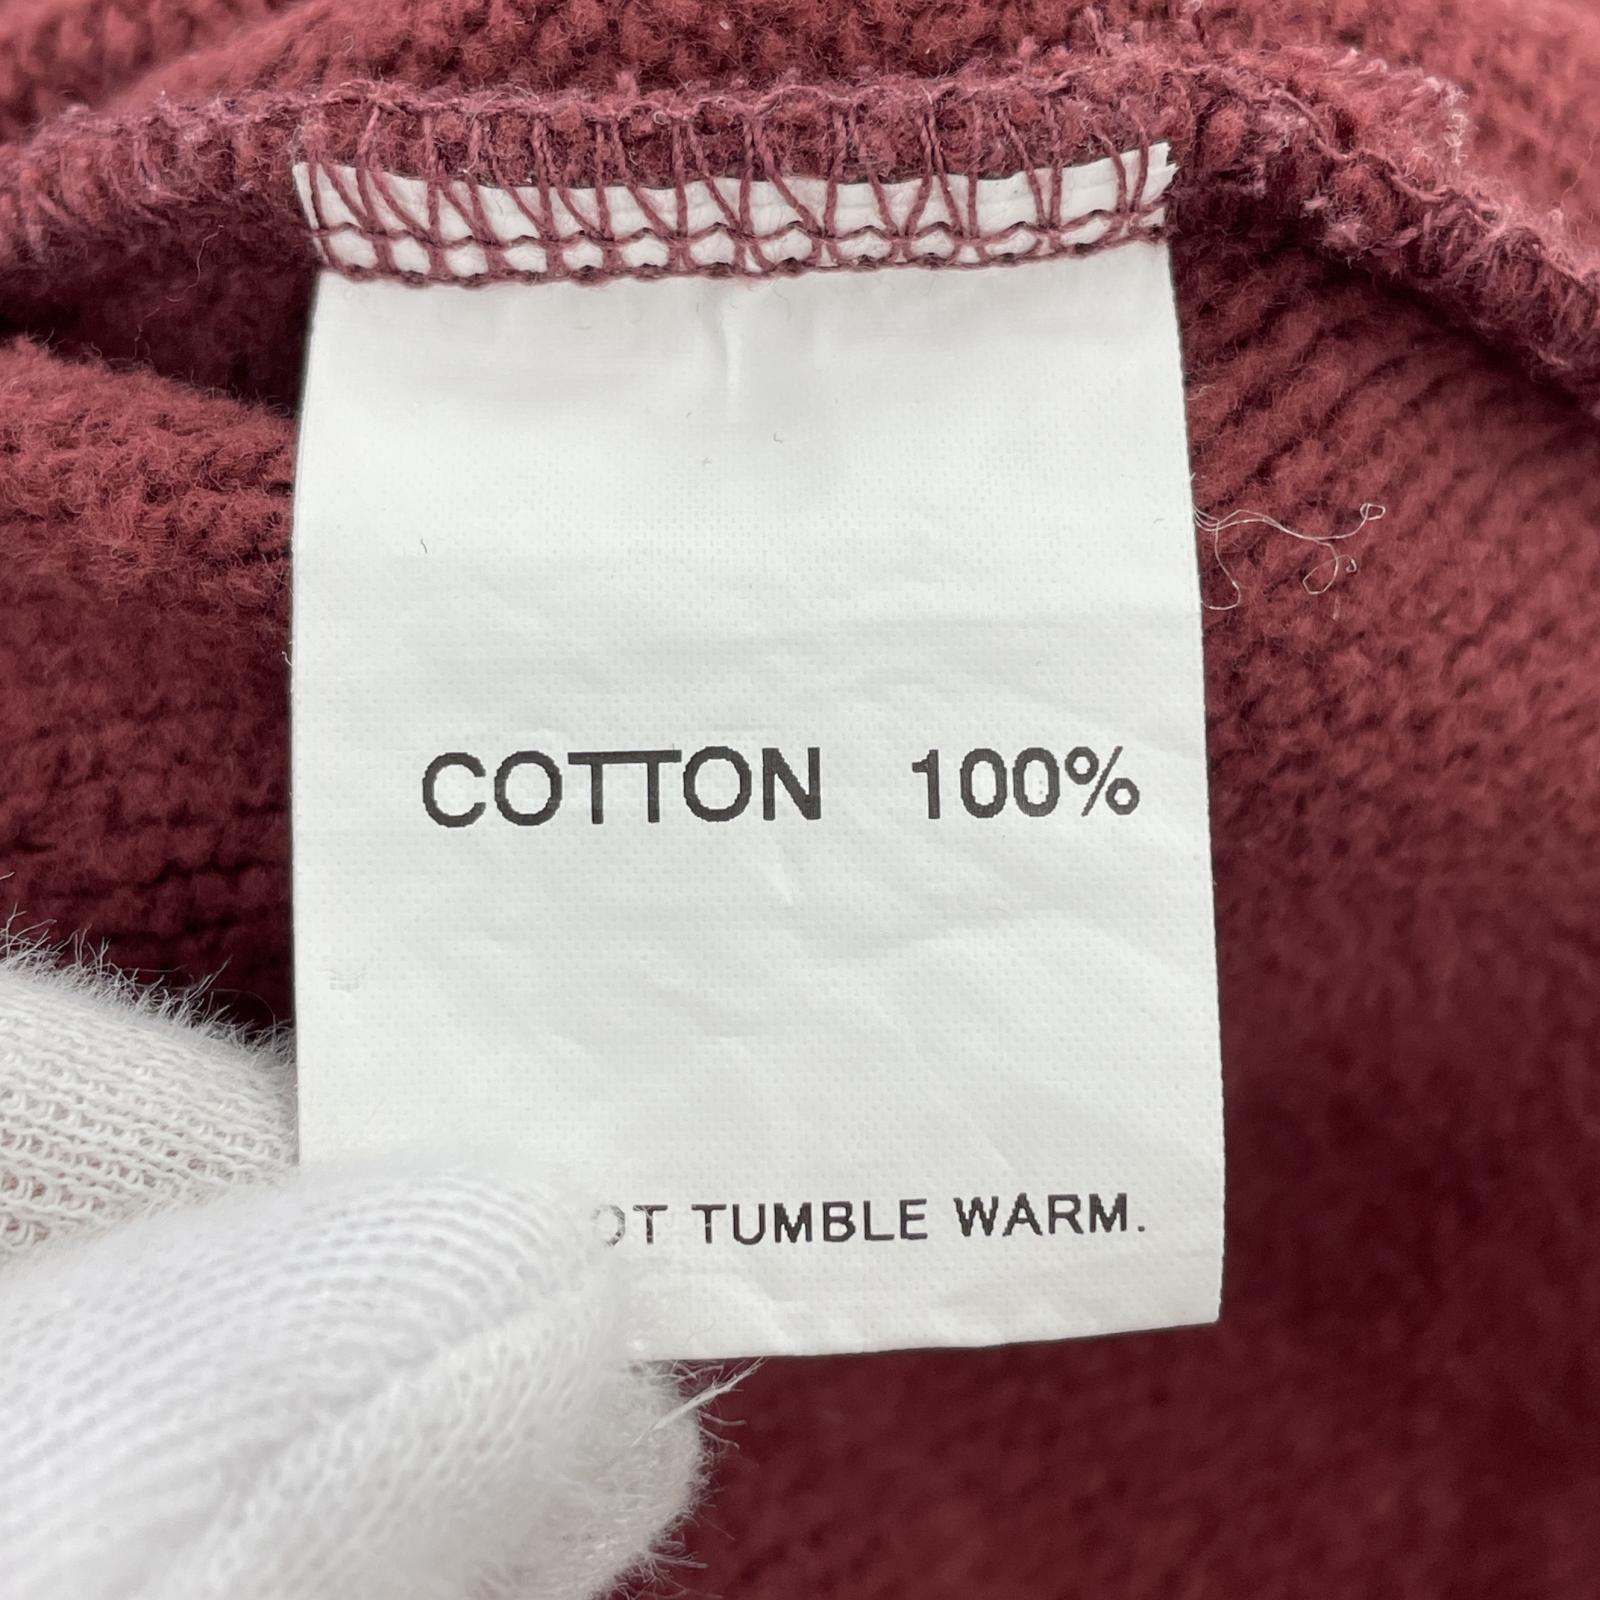 COTTON 100%
OT TUMBLE WARM.